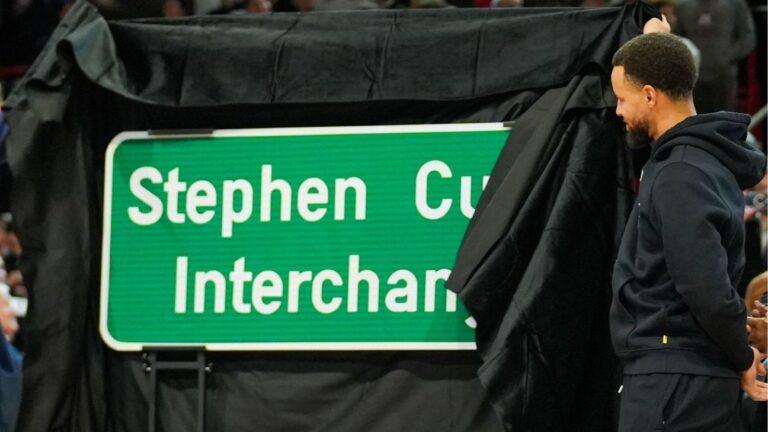 Stephen Cu
Interchang